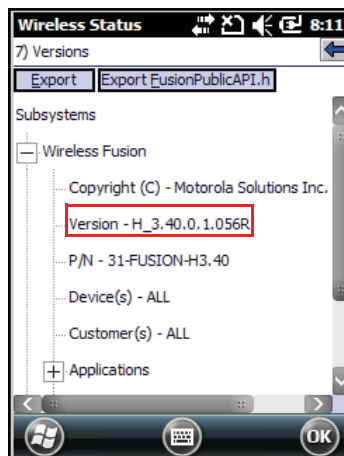 Wireless Status 8:11
7) Versions
Export Export FusionPublicAPI.h
Subsystems
Wireless Fusion
Copyright (C) - Motorola Solutions Inc.
Version - H_3.40.0.1.056R
P/N - 31-FUSION-H3.40
Device(s) - ALL
Customer(s) - ALL
Applications
OK